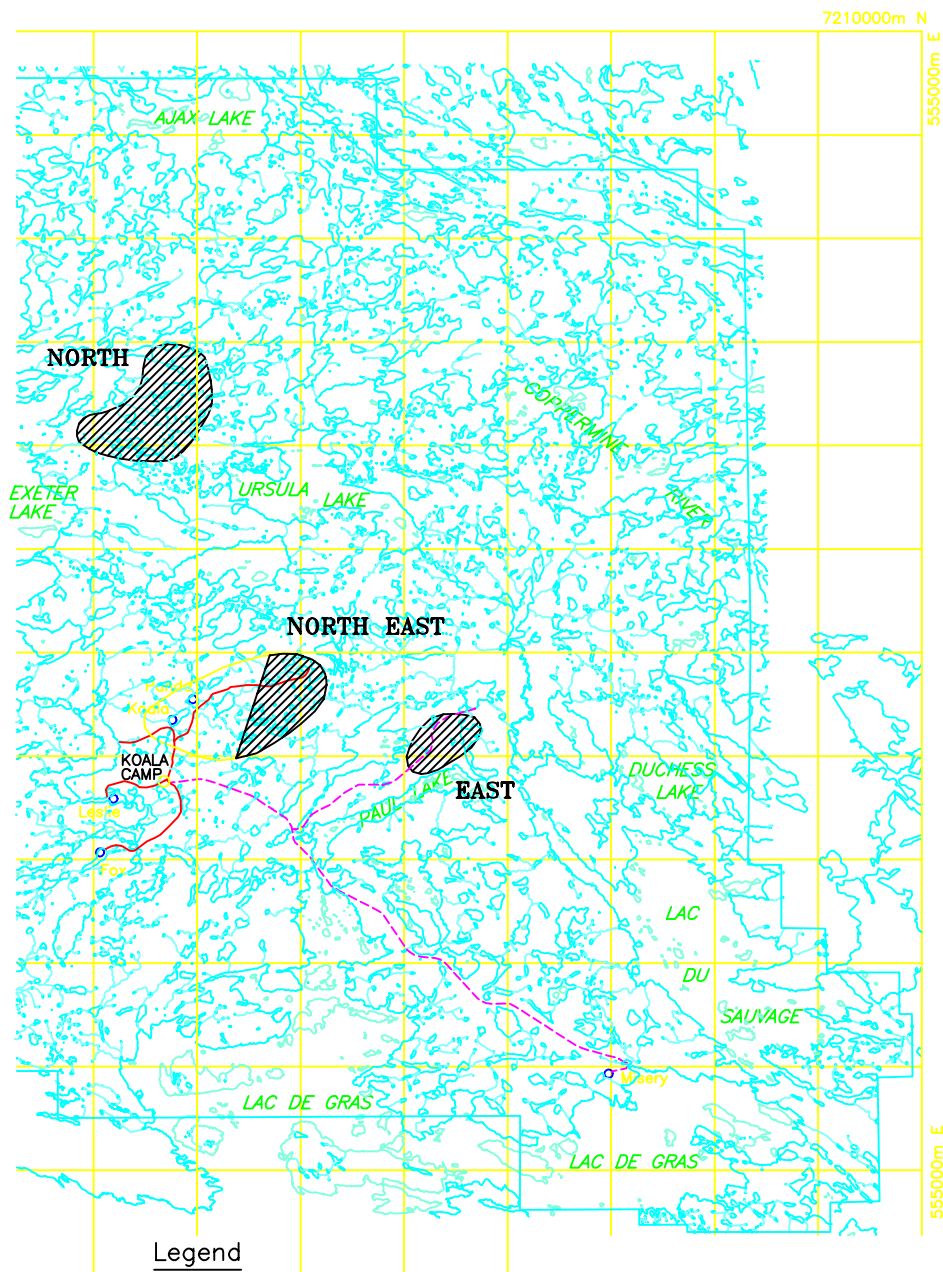 7210000m N
555000m E
AJAX LAKE
NORTH
COPPERMINE
RIVER
EXETER
LAKE
URSULA
LAKE
NORTH EAST
Panda
Koala
KOALA
CAMP
DUCHESS
LAKE
PAUL LAKE
EAST
Leslie
Fox
LAC
DU
SAUVAGE
Misery
LAC DE GRAS
LAC DE GRAS
555000m E
Legend